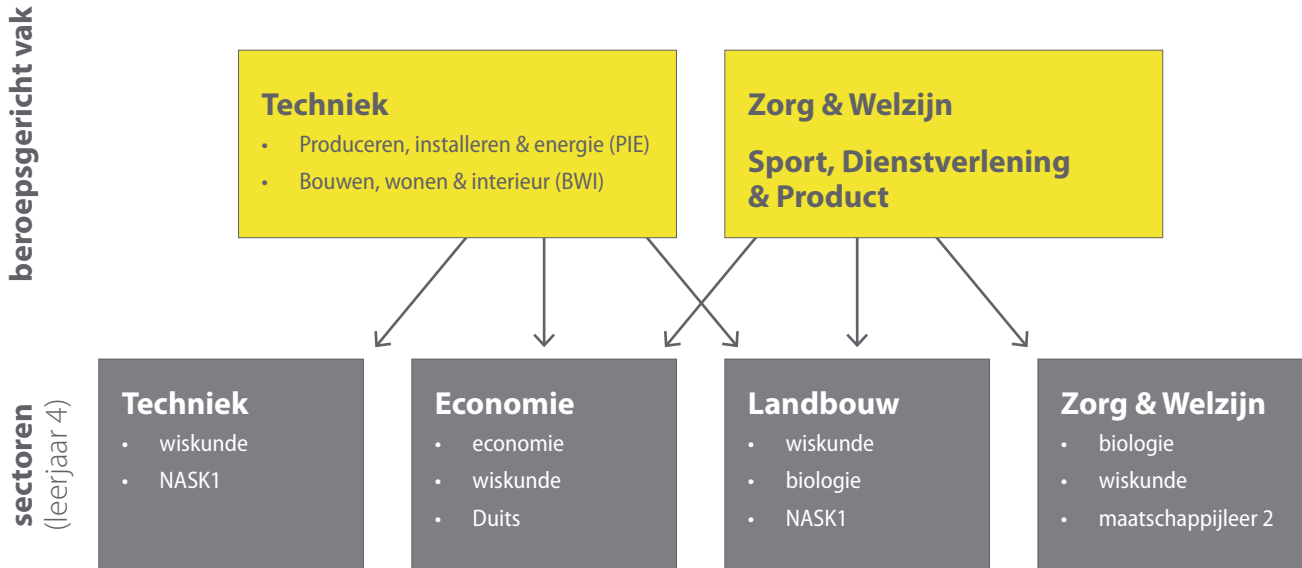 beroepsgericht vak
Techniek
• Produceren, installeren & energie (PIE)
• Bouwen, wonen & interieur (BWI)
Zorg & Welzijn
Sport, Dienstverlening
& Product
sectoren
(leerjaar 4)
Techniek
• wiskunde
• NASK1
Economie
• economie
• wiskunde
• Duits
Landbouw
• wiskunde
• biologie
• NASK1
Zorg & Welzijn
• biologie
• wiskunde
• maatschappijleer 2